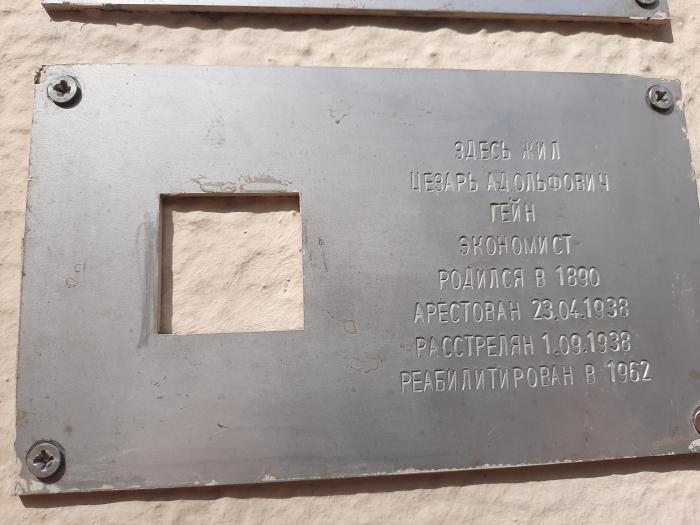 ЗДЕСЬ ЖИЛ
ЦЕЗАРЬ АДОЛЬФОВИЧ
ГЕЙН
ЭКОНОМИСТ
РОДИЛСЯ В 1890
АРЕСТОВАН 23.04.1938
РАССТРЕЛЯН 1.09.1938
РЕАБИЛИТИРОВАН В 1962